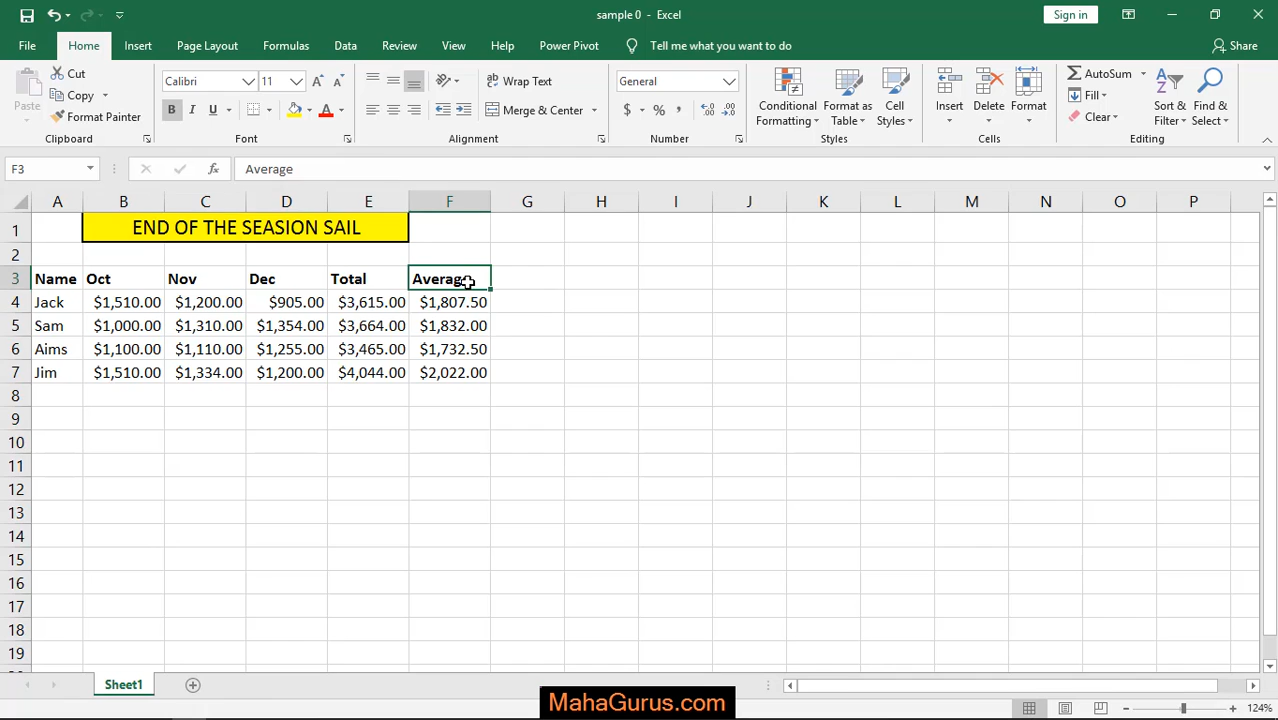 sample 0 - Excel
Sign in
File Home Insert Page Layout Formulas Data Review View Help Power Pivot Tell me what you want to do Share
Paste
Cut
Copy
Format Painter
Clipboard
Calibri 11
B I U
A
Font
Wrap Text
Merge & Center
Alignment
General
$ % ,
Number
Conditional Formatting
Format as Table
Cell Styles
Styles
Insert
Delete
Format
Cells
AutoSum
Fill
Clear
Sort & Filter
Find & Select
Editing
F3 fx Average
A B C D E F G H I J K L M N O P
1 END OF THE SEASION SAIL
2
3 Name Oct Nov Dec Total Average
4 Jack $1,510.00 $1,200.00 $905.00 $3,615.00 $1,807.50
5 Sam $1,000.00 $1,310.00 $1,354.00 $3,664.00 $1,832.00
6 Aims $1,100.00 $1,110.00 $1,255.00 $3,465.00 $1,732.50
7 Jim $1,510.00 $1,334.00 $1,200.00 $4,044.00 $2,022.00
8
9
10
11
12
13
14
15
16
17
18
19
Sheet1
MahaGurus.com
124%